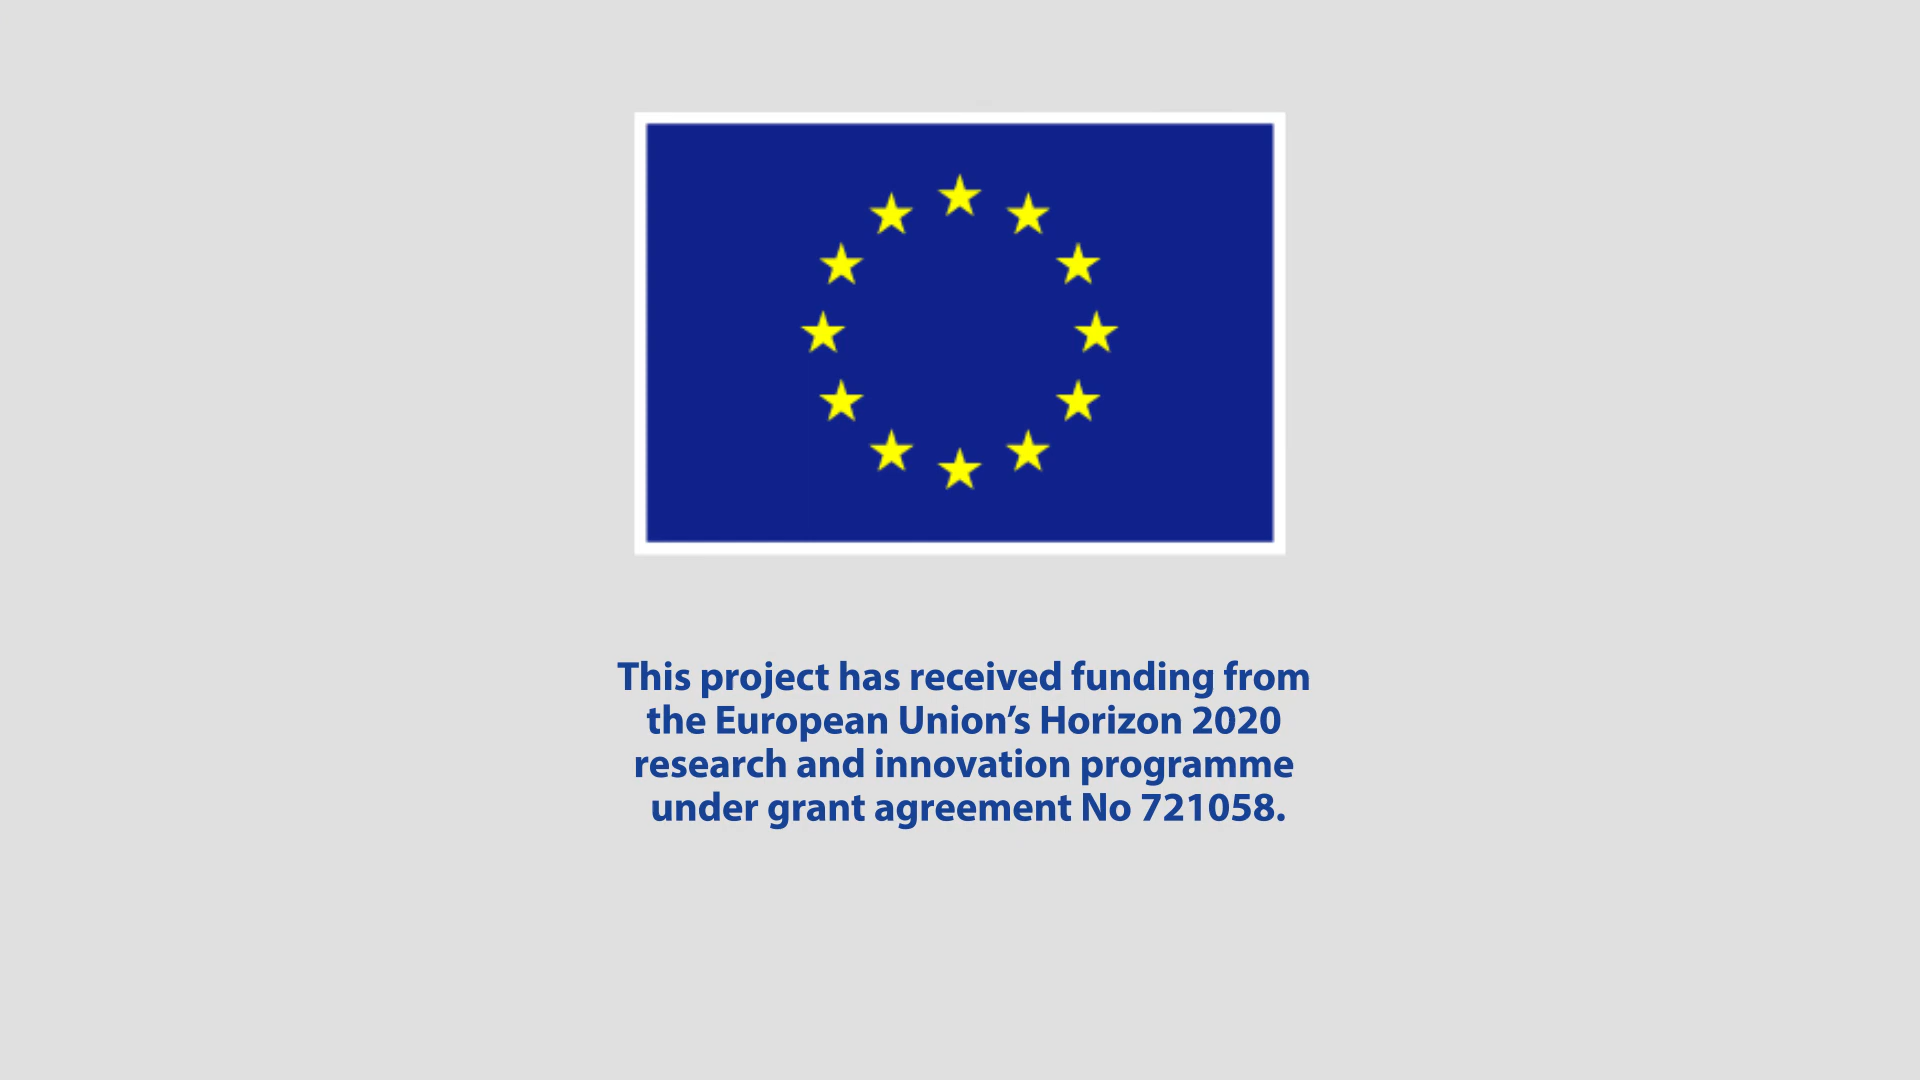 This project has received funding from
the European Union’s Horizon 2020
research and innovation programme
under grant agreement No 721058.